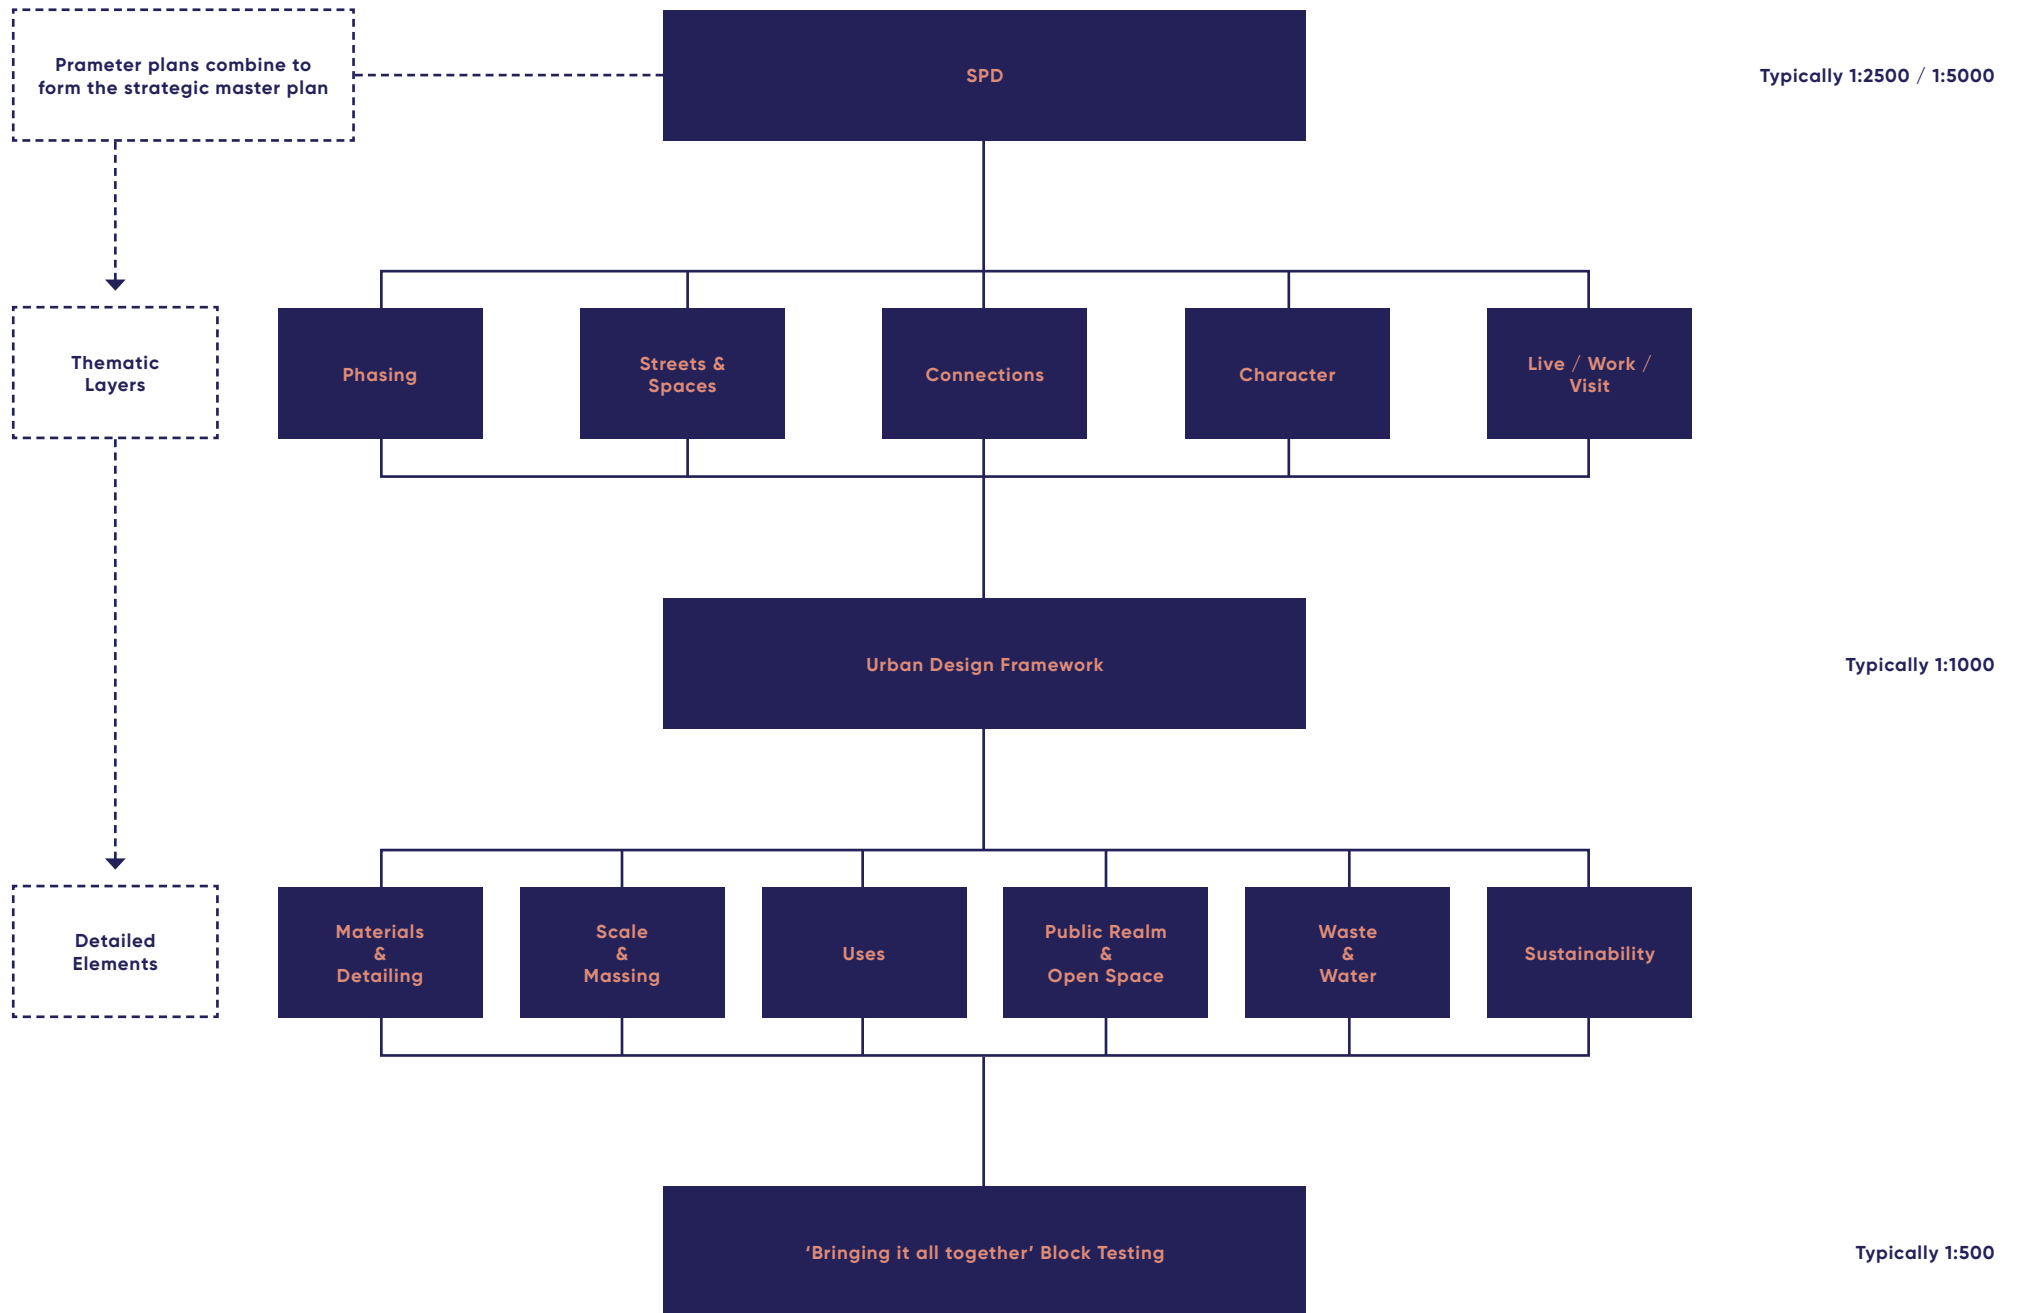 Prameter plans combine to
form the strategic master plan
SPD
Typically 1:2500 / 1:5000
Thematic
Layers
Phasing
Streets &
Spaces
Connections
Character
Live / Work /
Visit
Urban Design Framework
Typically 1:1000
Detailed
Elements
Materials
&
Detailing
Scale
&
Massing
Uses
Public Realm
&
Open Space
Waste
&
Water
Sustainability
‘Bringing it all together’ Block Testing
Typically 1:500